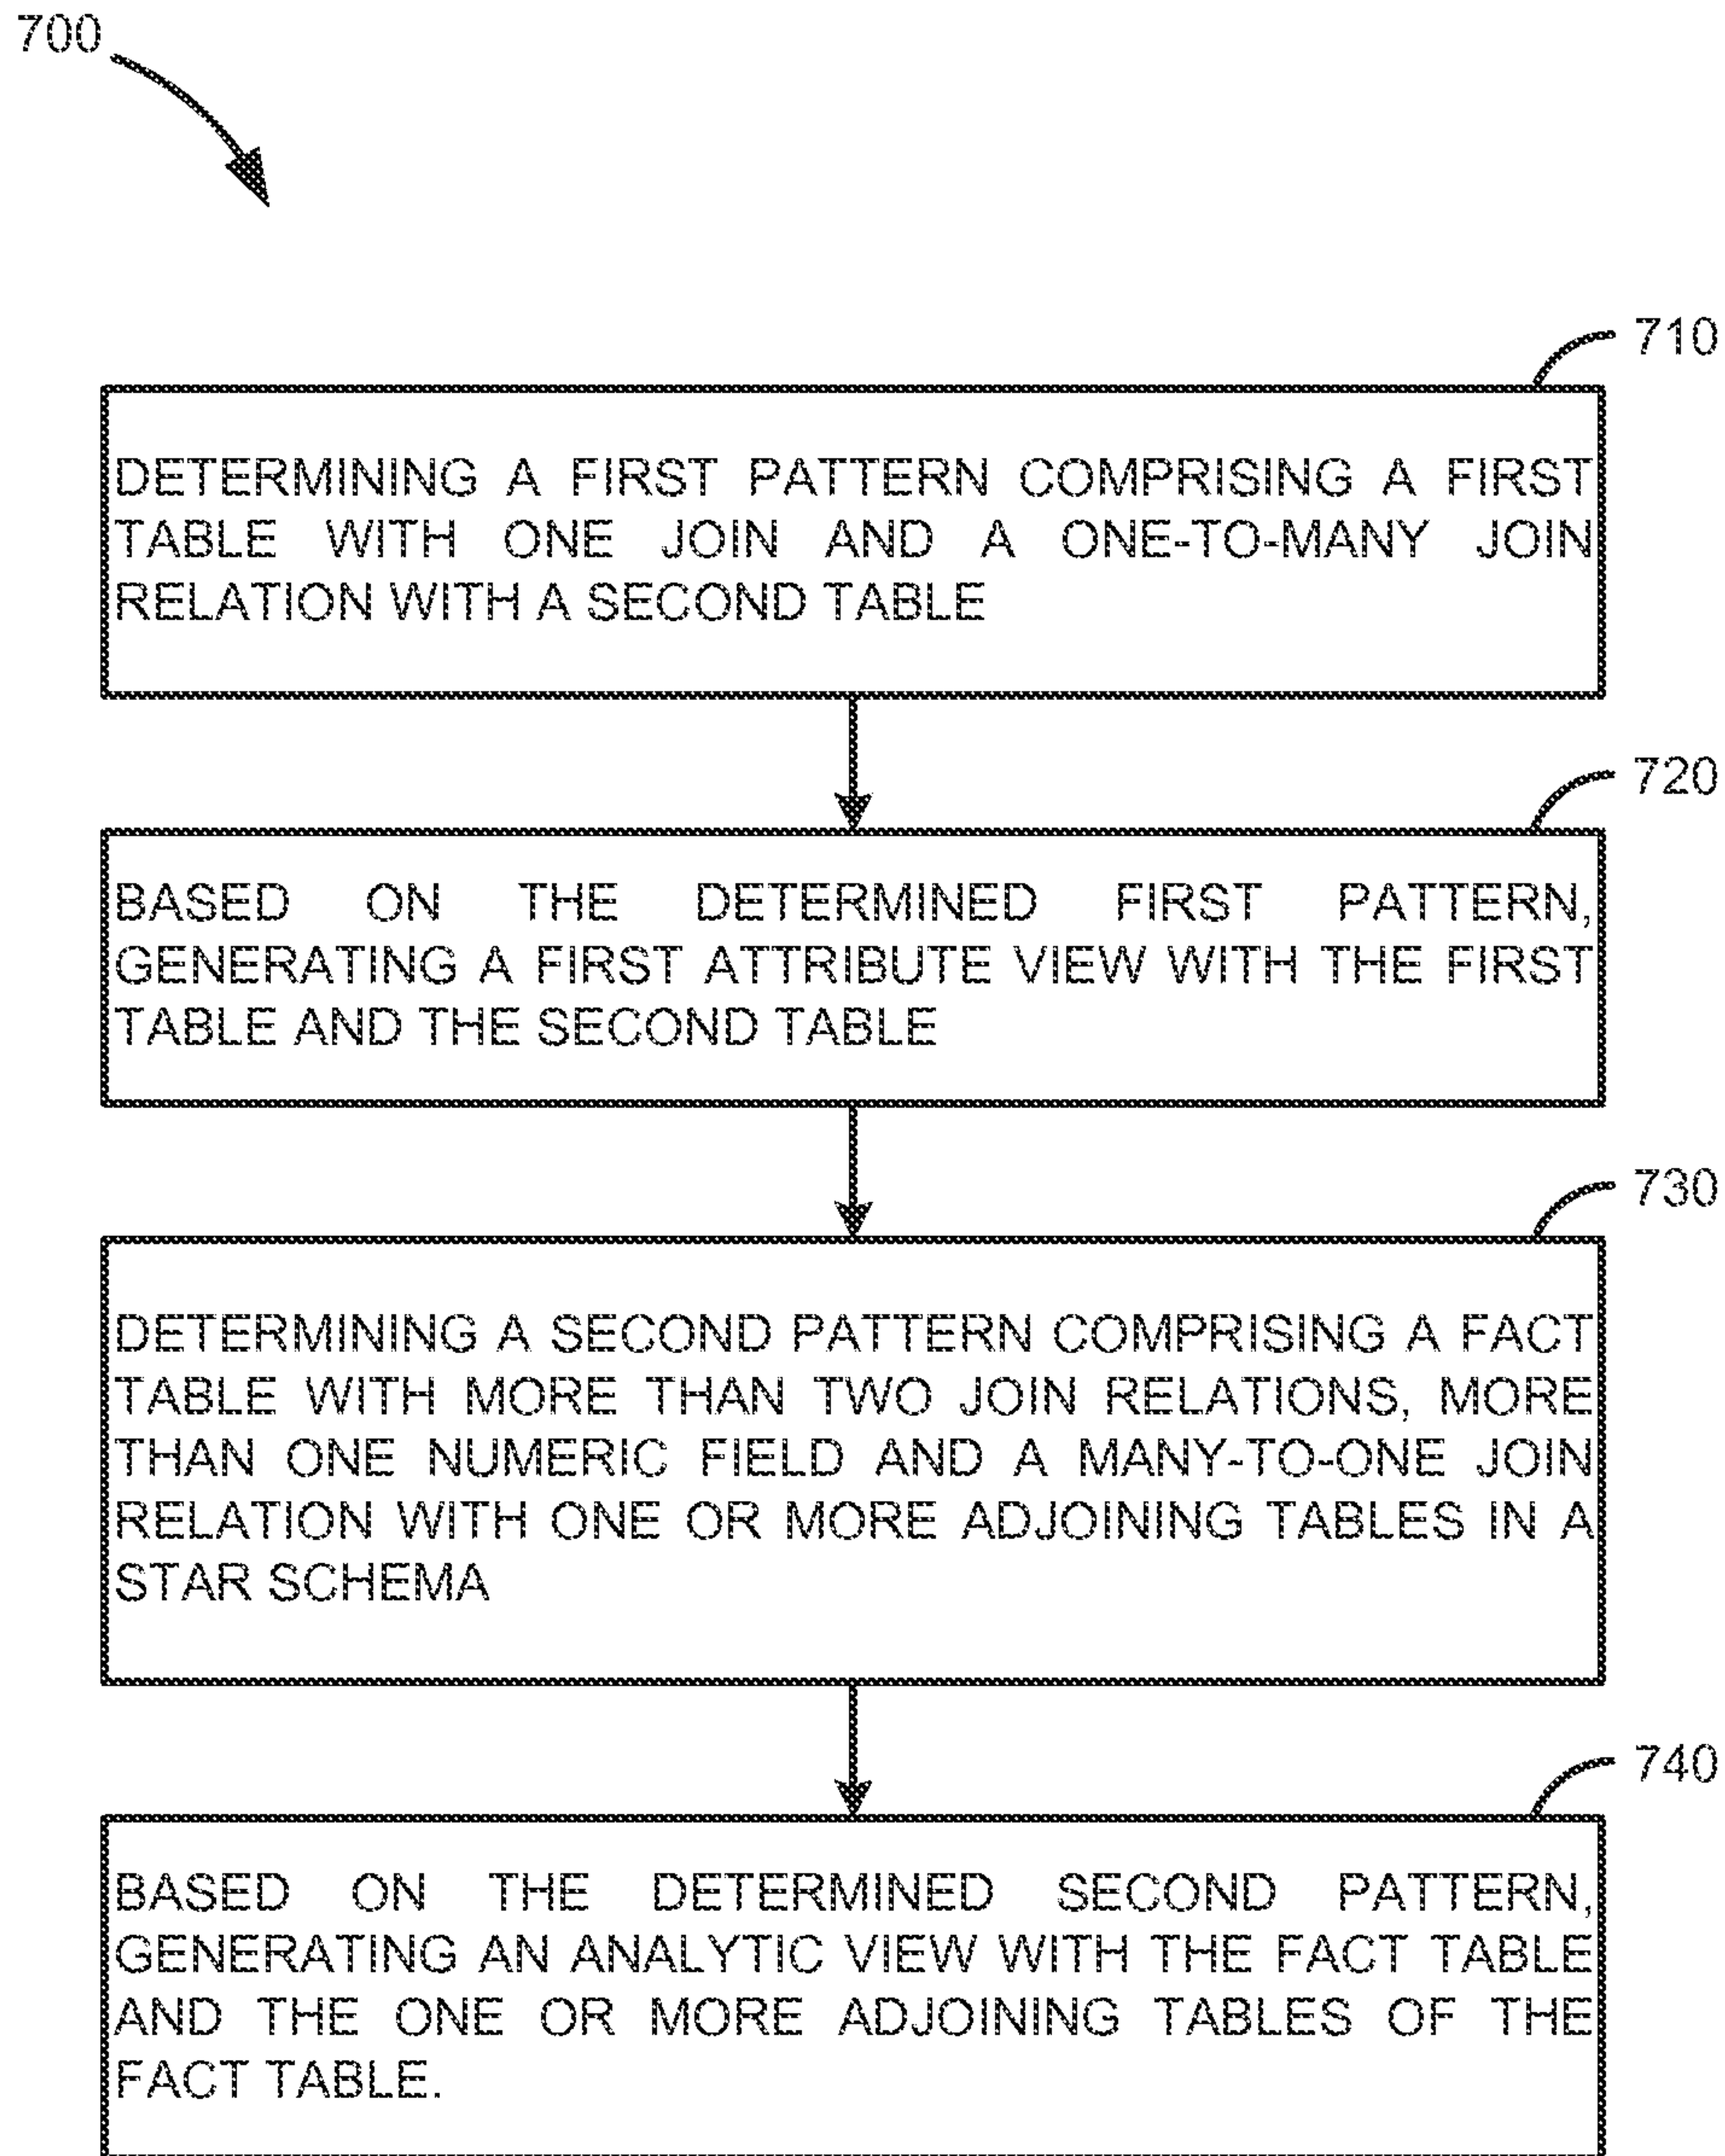 700
710
DETERMINING A FIRST PATTERN COMPRISING A FIRST
TABLE WITH ONE JOIN AND A ONE-TO-MANY JOIN
RELATION WITH A SECOND TABLE
720
BASED ON THE DETERMINED FIRST PATTERN,
GENERATING A FIRST ATTRIBUTE VIEW WITH THE FIRST
TABLE AND THE SECOND TABLE
730
DETERMINING A SECOND PATTERN COMPRISING A FACT
TABLE WITH MORE THAN TWO JOIN RELATIONS, MORE
THAN ONE NUMERIC FIELD AND A MANY-TO-ONE JOIN
RELATION WITH ONE OR MORE ADJOINING TABLES IN A
STAR SCHEMA
740
BASED ON THE DETERMINED SECOND PATTERN,
GENERATING AN ANALYTIC VIEW WITH THE FACT TABLE
AND THE ONE OR MORE ADJOINING TABLES OF THE
FACT TABLE.